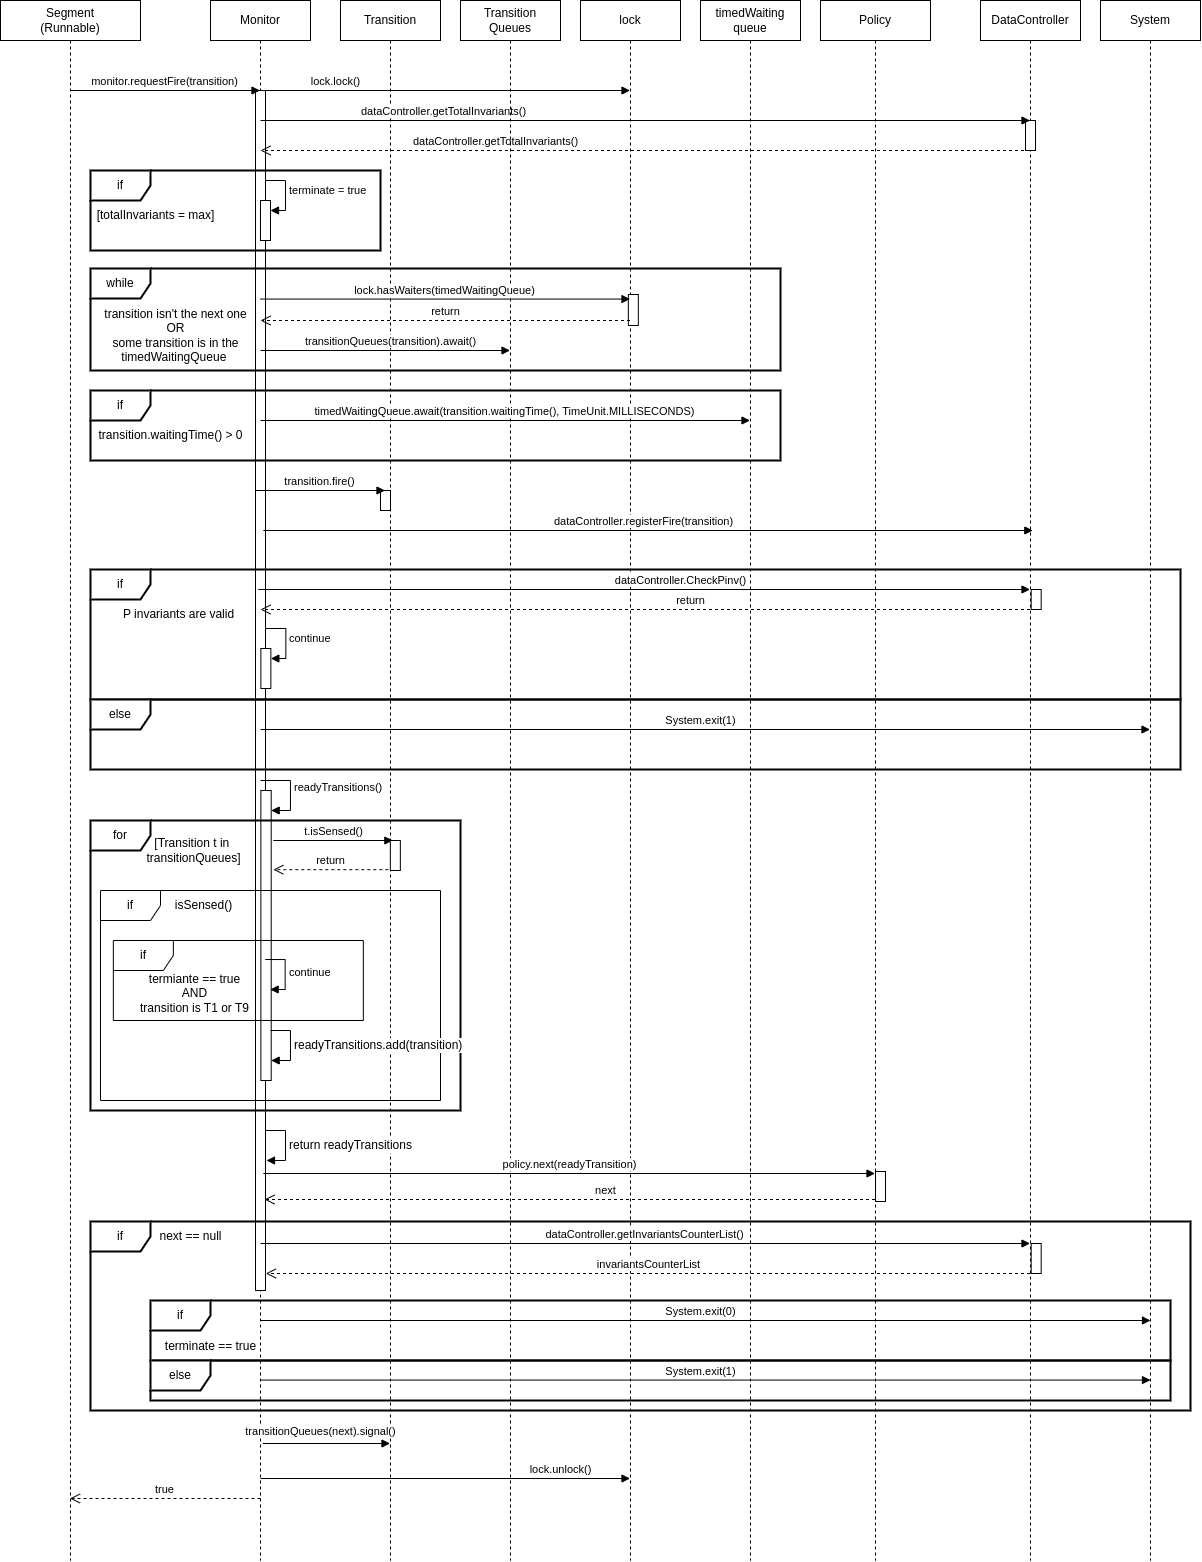 Segment
(Runnable)
Monitor
Transition
Transition
Queues
lock
timedWaiting
queue
Policy
DataController
System
monitor.requestFire(transition)
lock.lock()
dataController.getTotalInvariants()
dataController.getTotalInvariants()
if
terminate = true
[totalInvariants = max]
while
lock.hasWaiters(timedWaitingQueue)
return
transition isn't the next one
OR
some transition is in the
timedWaitingQueue
transitionQueues(transition).await()
if
timedWaitingQueue.await(transition.waitingTime(), TimeUnit.MILLISECONDS)
transition.waitingTime() > 0
transition.fire()
dataController.registerFire(transition)
if
dataController.CheckPinv()
return
P invariants are valid
continue
else
System.exit(1)
readyTransitions()
for
[Transition t in
transitionQueues]
t.isSensed()
return
if
isSensed()
if
continue
termiante == true
AND
transition is T1 or T9
readyTransitions.add(transition)
return readyTransitions
policy.next(readyTransition)
next
if
next == null
dataController.getInvariantsCounterList()
invariantsCounterList
if
System.exit(0)
terminate == true
else
System.exit(1)
transitionQueues(next).signal()
lock.unlock()
true